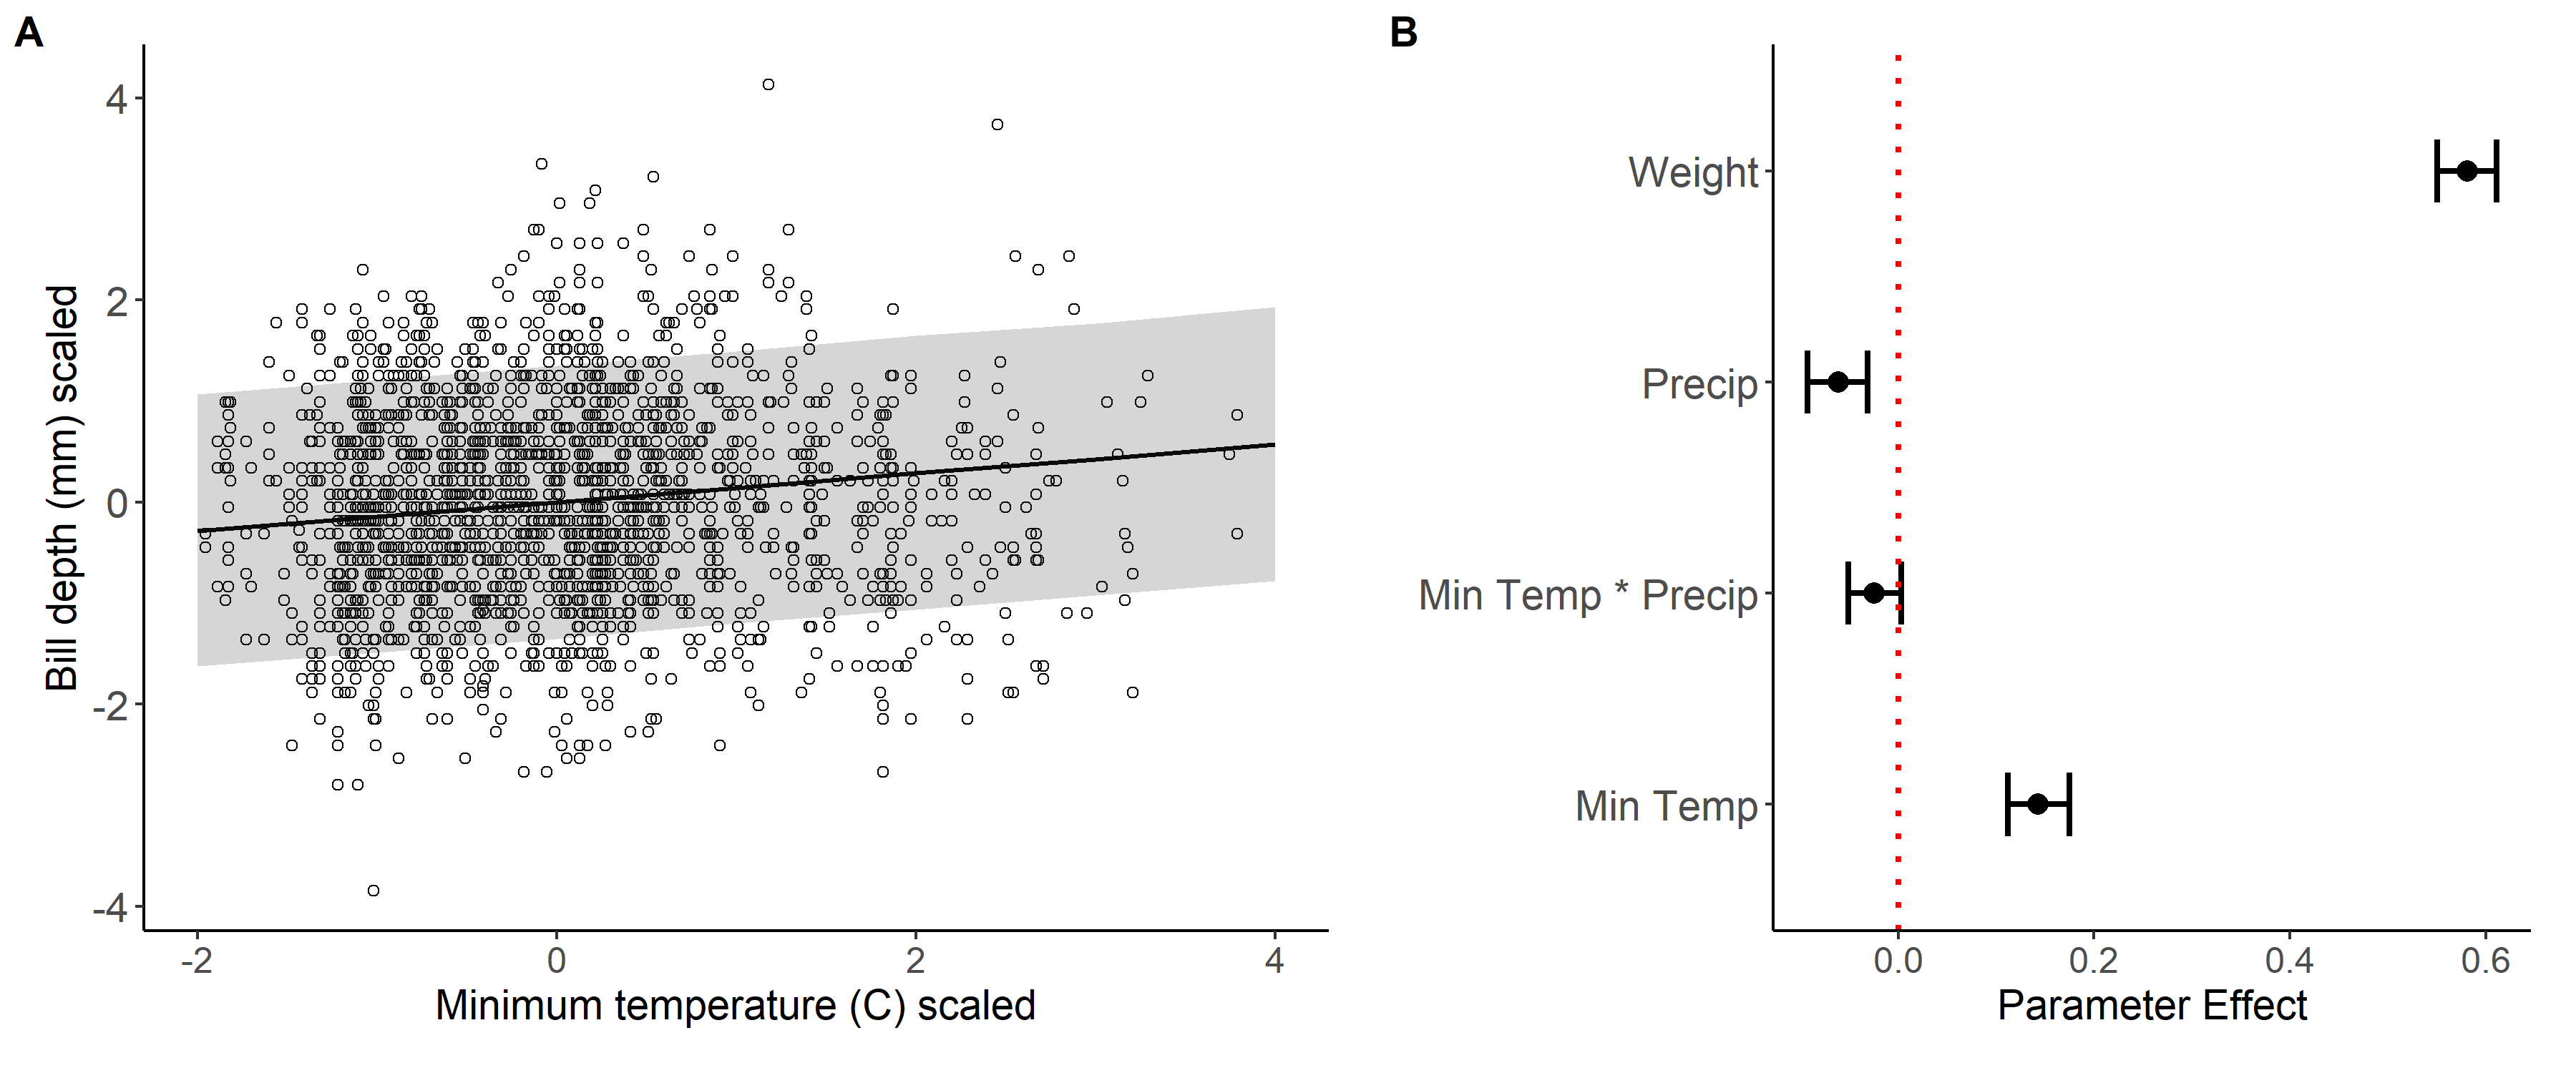 A
4
2
0
-2
-4
Bill depth (mm) scaled
-2 0 2 4
Minimum temperature (C) scaled
B
Weight
Precip
Min Temp * Precip
Min Temp
0.0 0.2 0.4 0.6
Parameter Effect